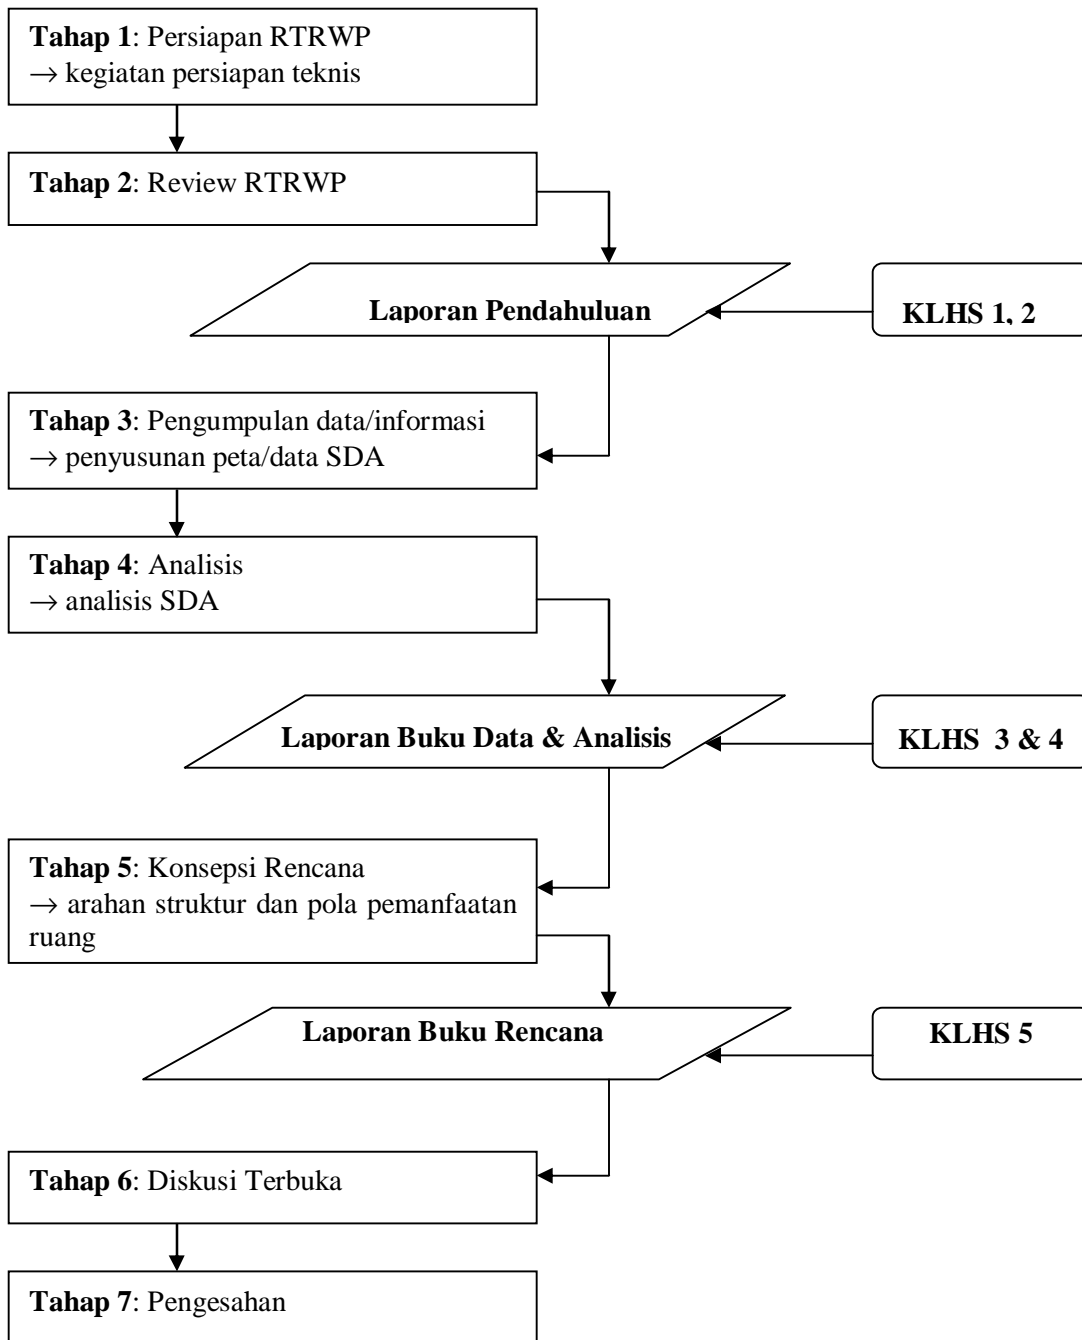 Tahap 1: Persiapan RTRWP
→ kegiatan persiapan teknis
Tahap 2: Review RTRWP
Laporan Pendahuluan
KLHS 1, 2
Tahap 3: Pengumpulan data/informasi
→ penyusunan peta/data SDA
Tahap 4: Analisis
→ analisis SDA
Laporan Buku Data & Analisis
KLHS 3 & 4
Tahap 5: Konsepsi Rencana
→ arahan struktur dan pola pemanfaatan
ruang
Laporan Buku Rencana
KLHS 5
Tahap 6: Diskusi Terbuka
Tahap 7: Pengesahan